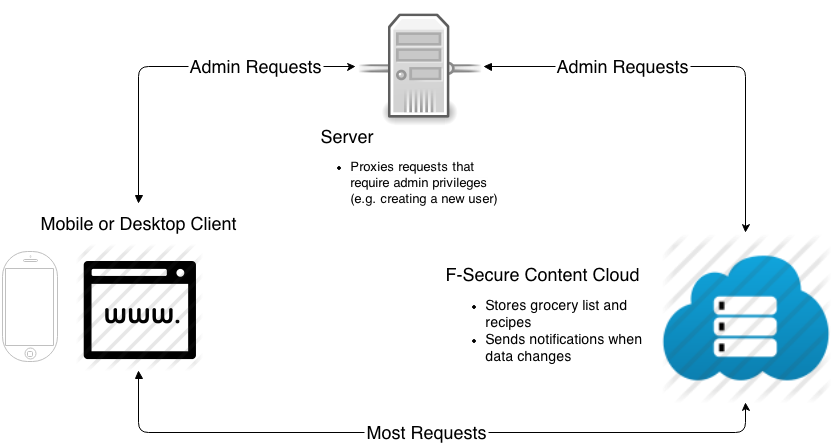 Admin Requests
Admin Requests
Server
• Proxies requests that
require admin privileges
(e.g. creating a new user)
Mobile or Desktop Client
www.
F-Secure Content Cloud
• Stores grocery list and
recipes
• Sends notifications when
data changes
Most Requests